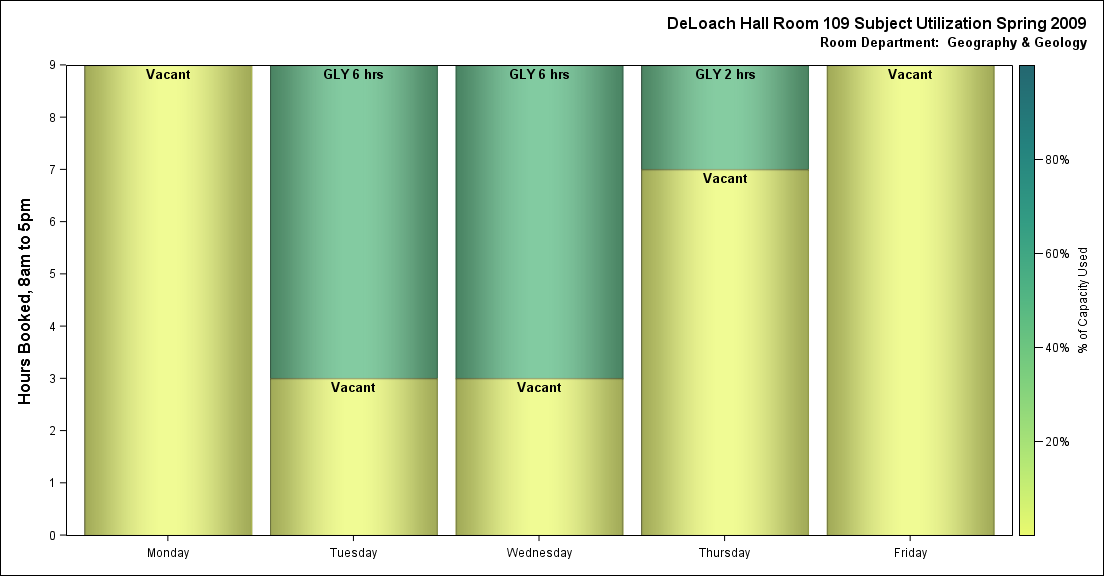 DeLoach Hall Room 109 Subject Utilization Spring 2009
Room Department:  Geography & Geology
Hours Booked, 8am to 5pm
9
8
7
6
5
4
3
2
1
0
Vacant
GLY 6 hrs
Vacant
GLY 6 hrs
Vacant
GLY 2 hrs
Vacant
Vacant
Monday
Tuesday
Wednesday
Thursday
Friday
80%
60%
40%
20%
% of Capacity Used